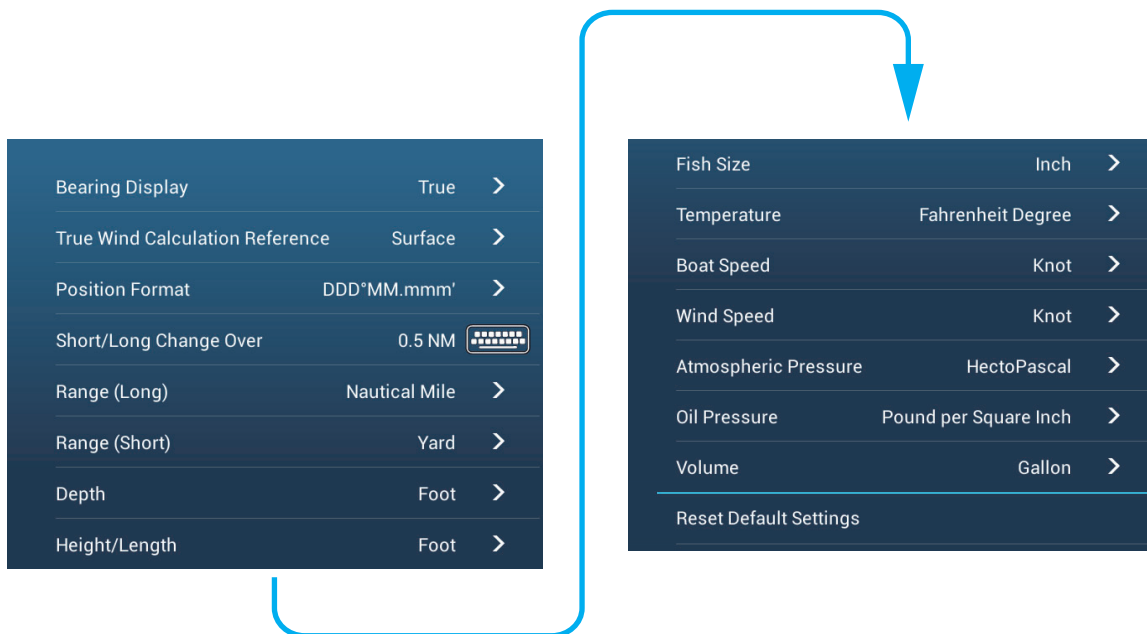 Bearing Display True
True Wind Calculation Reference Surface
Position Format DDD°MM.mmm'
Short/Long Change Over 0.5 NM
Range (Long) Nautical Mile
Range (Short) Yard
Depth Foot
Height/Length Foot
Fish Size Inch
Temperature Fahrenheit Degree
Boat Speed Knot
Wind Speed Knot
Atmospheric Pressure HectoPascal
Oil Pressure Pound per Square Inch
Volume Gallon
Reset Default Settings